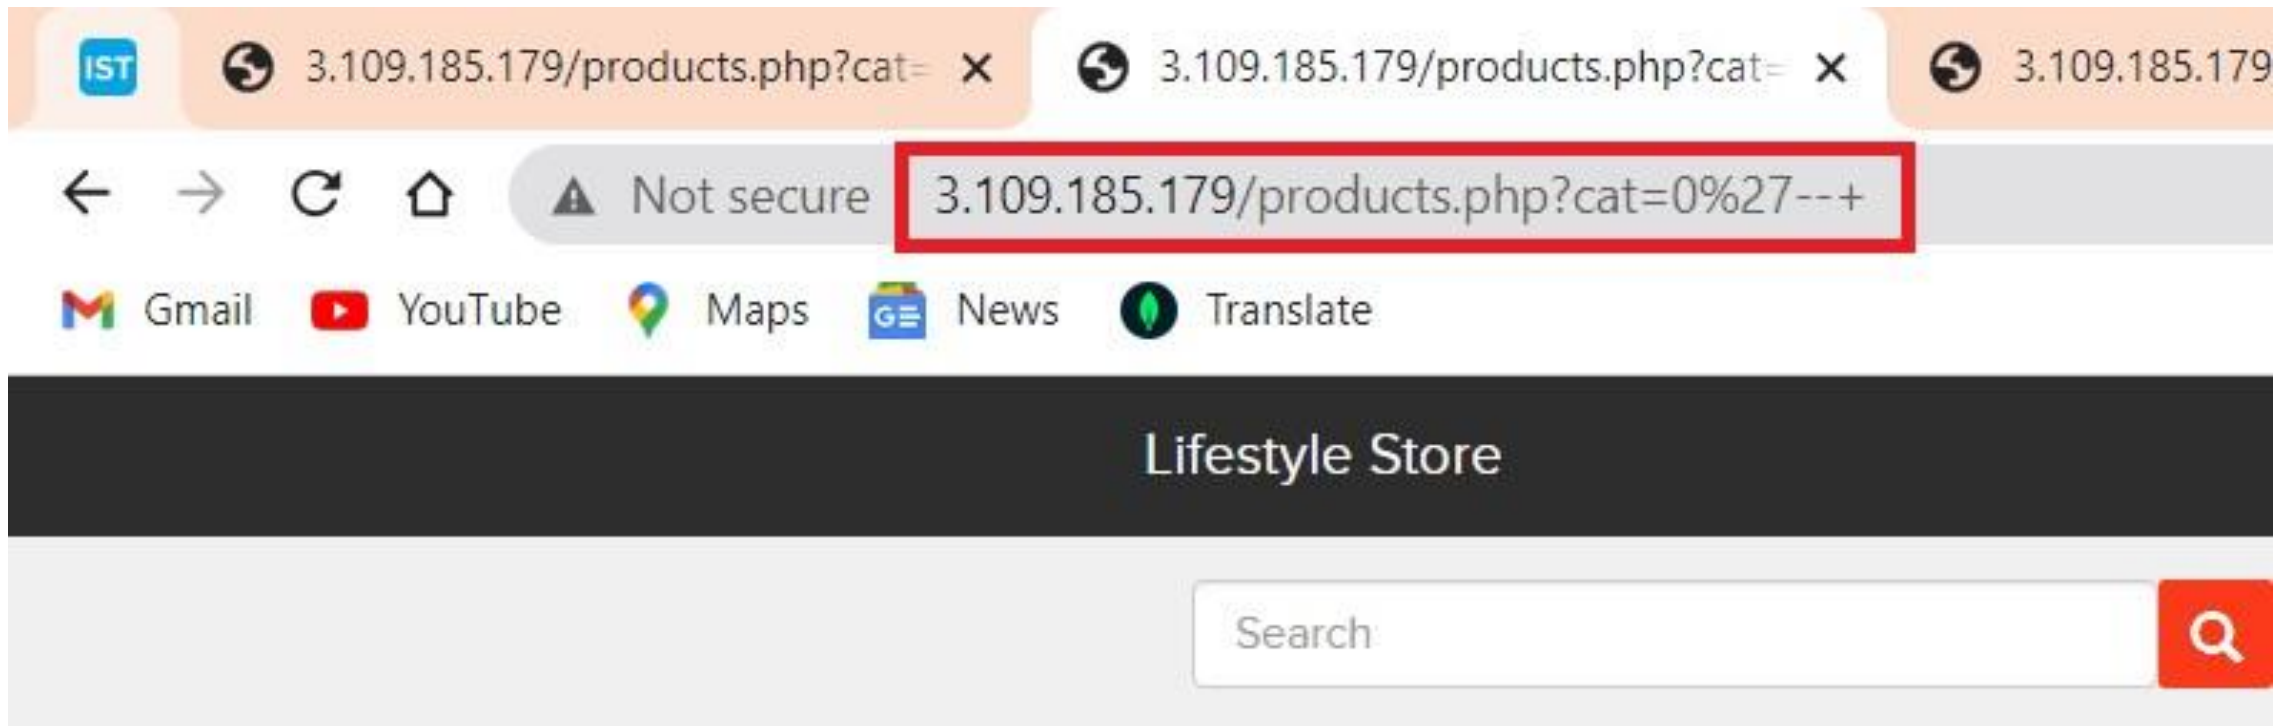 IST 3.109.185.179/products.php?cat= 3.109.185.179/products.php?cat= 3.109.185.179
Not secure 3.109.185.179/products.php?cat=0%27--+
Gmail YouTube Maps GE News Translate
Lifestyle Store
Search